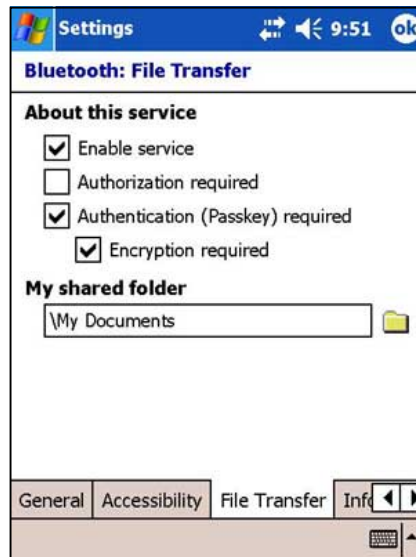 Settings 9:51 ok
Bluetooth: File Transfer
About this service
Enable service
Authorization required
Authentication (Passkey) required
Encryption required
My shared folder
\My Documents
General Accessibility File Transfer Info